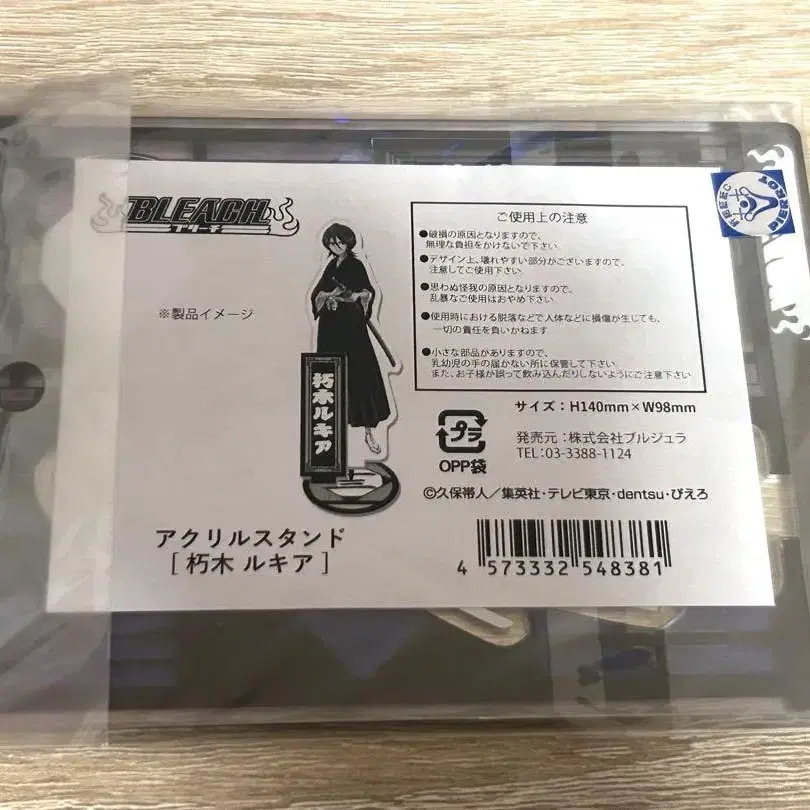 BLEACH
ブリーチ
※製品イメージ
朽木ルキア
アクリルスタンド
[ 朽木 ルキア ]
ご使用上の注意
●破損の原因となりますので、
無理な負担をかけないで下さい。
●デザイン上、壊れやすい部分がございますので、
注意してご使用下さい。
●思わぬ怪我の原因となりますので、
乱暴なご使用はおやめ下さい。
●使用時における脱落などで人体などに損傷が生じても、
一切の責任を負いかねます
●小さな部品がありますので、
乳幼児の手の届かない所に保管して下さい。
また、お子様が誤って飲み込んだりしないようにご注意下さい。
サイズ：H140mm×W98mm
プラ
OPP袋
発売元：株式会社ブルジュラ
TEL:03-3388-1124
©久保帯人／集英社・テレビ東京・dentsu・ぴえろ
4 573332 548381
PIERROT